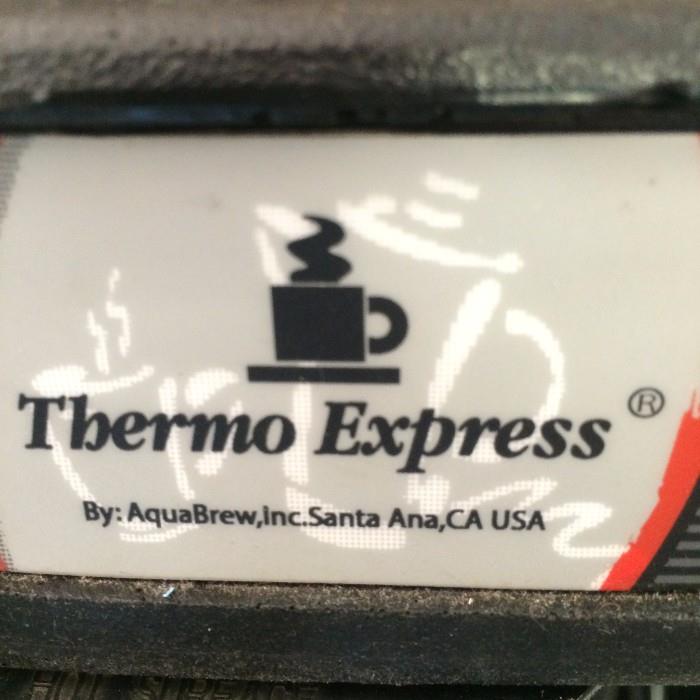 Thermo Express ®
By: AquaBrew,Inc.Santa Ana,CA USA